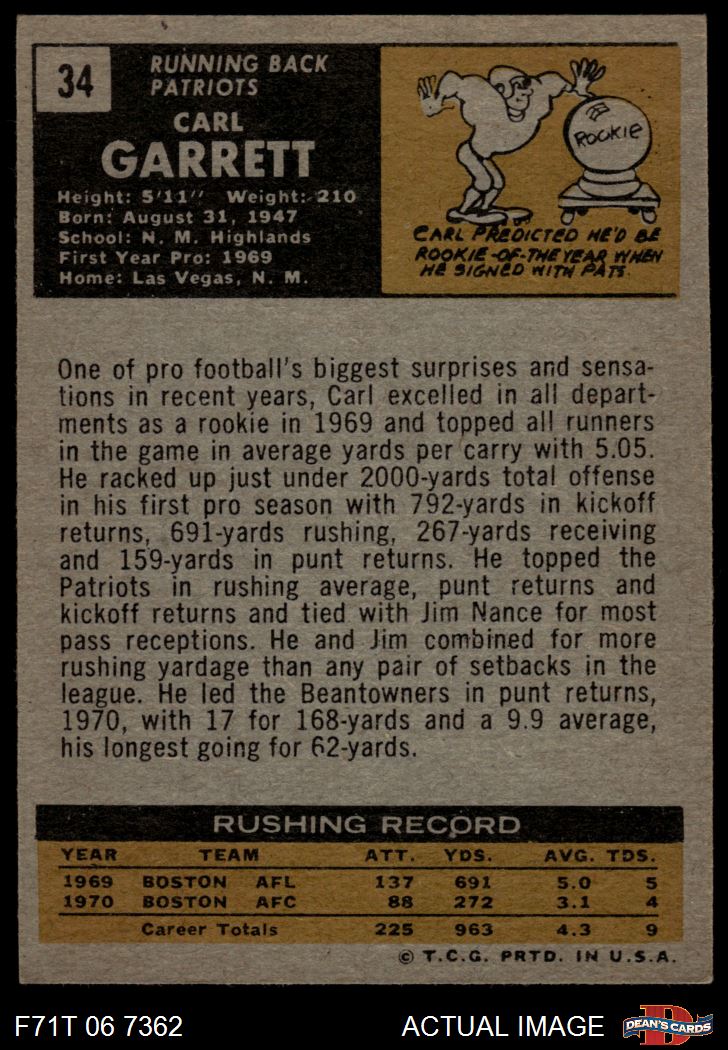 34
RUNNING BACK
PATRIOTS
CARL
GARRETT
Height: 5'11" Weight: 210
Born: August 31, 1947
School: N. M. Highlands
First Year Pro: 1969
Home: Las Vegas, N. M.
ROOKIE
CARL PREDICTED HE'D BE
ROOKIE-OF-THE YEAR WHEN
HE SIGNED WITH PATS.
One of pro football's biggest surprises and sensa-
tions in recent years, Carl excelled in all depart-
ments as a rookie in 1969 and topped all runners
in the game in average yards per carry with 5.05.
He racked up just under 2000-yards total offense
in his first pro season with 792-yards in kickoff
returns, 691-yards rushing, 267-yards receiving
and 159-yards in punt returns. He topped the
Patriots in rushing average, punt returns and
kickoff returns and tied with Jim Nance for most
pass receptions. He and Jim combined for more
rushing yardage than any pair of setbacks in the
league. He led the Beantowners in punt returns,
1970, with 17 for 168-yards and a 9.9 average,
his longest going for 62-yards.
RUSHING RECORD
YEAR TEAM ATT. YDS. AVG. TDS.
1969 BOSTON AFL 137 691 5.0 5
1970 BOSTON AFC 88 272 3.1 4
Career Totals 225 963 4.3 9
© T.C.G. PRTD. IN U.S.A.
F71T 06 7362 ACTUAL IMAGE D DEAN'S CARDS